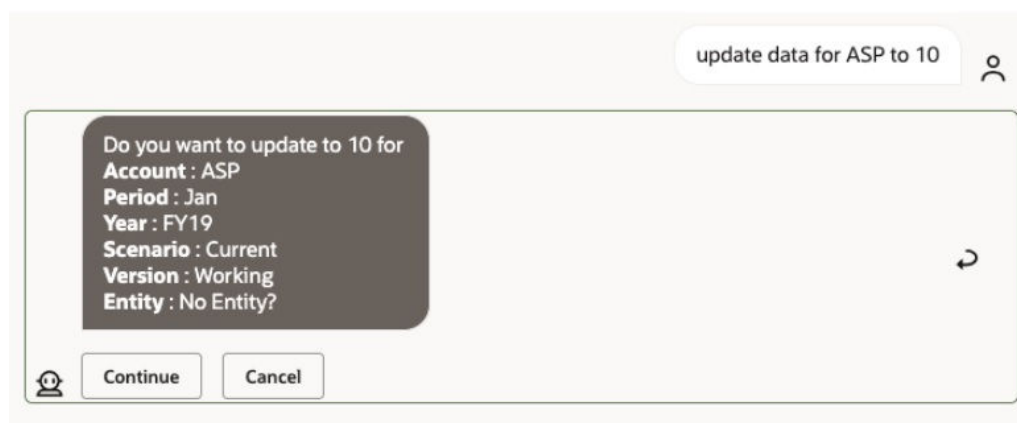 update data for ASP to 10
Do you want to update to 10 for
Account : ASP
Period : Jan
Year : FY19
Scenario : Current
Version : Working
Entity : No Entity?
Continue
Cancel